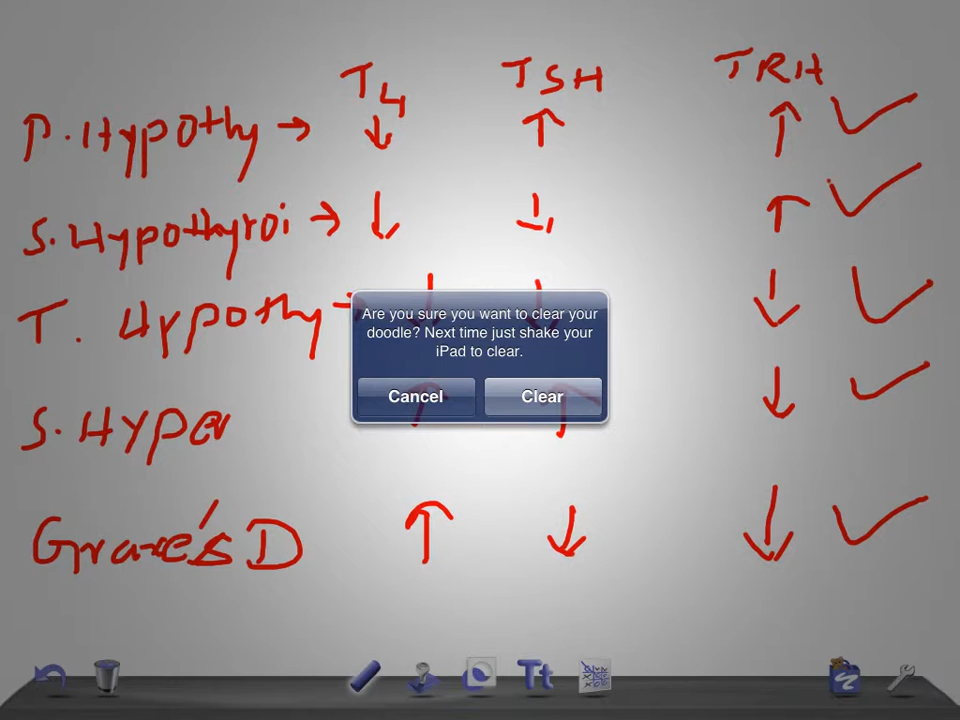 T4 TSH TRH
P. Hypothy → ↓ ↑ ↑ ✓
S. Hypothyroi → ↓ ↓ ↑ ✓
T. Hypothy → ↓ ↓ ↓ ✓
Are you sure you want to clear your
doodle? Next time just shake your
iPad to clear.
Cancel Clear
S. HYPER ↑ ↑ ↓ ✓
Grave's D ↑ ↓ ↓ ✓
Tt